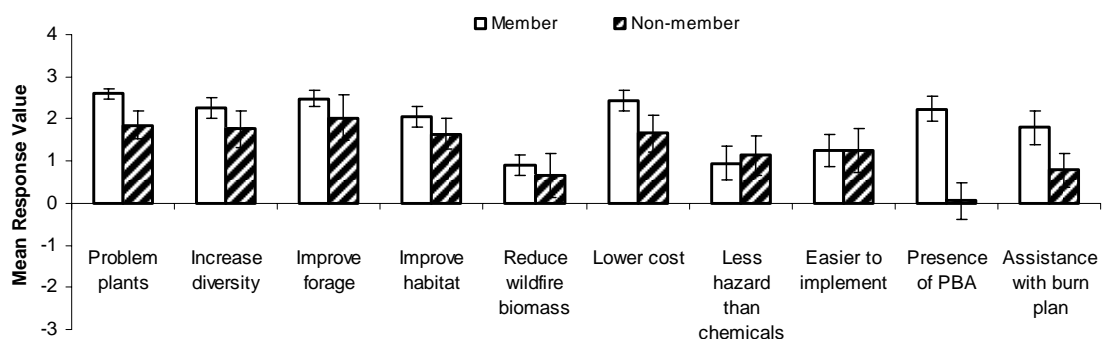 Member
Non-member
Mean Response Value
4
3
2
1
0
-1
-2
-3
Problem
plants
Increase
diversity
Improve
forage
Improve
habitat
Reduce
wildfire
biomass
Lower cost
Less
hazard than
chemicals
Easier to
implement
Presence
of PBA
Assistance
with burn
plan